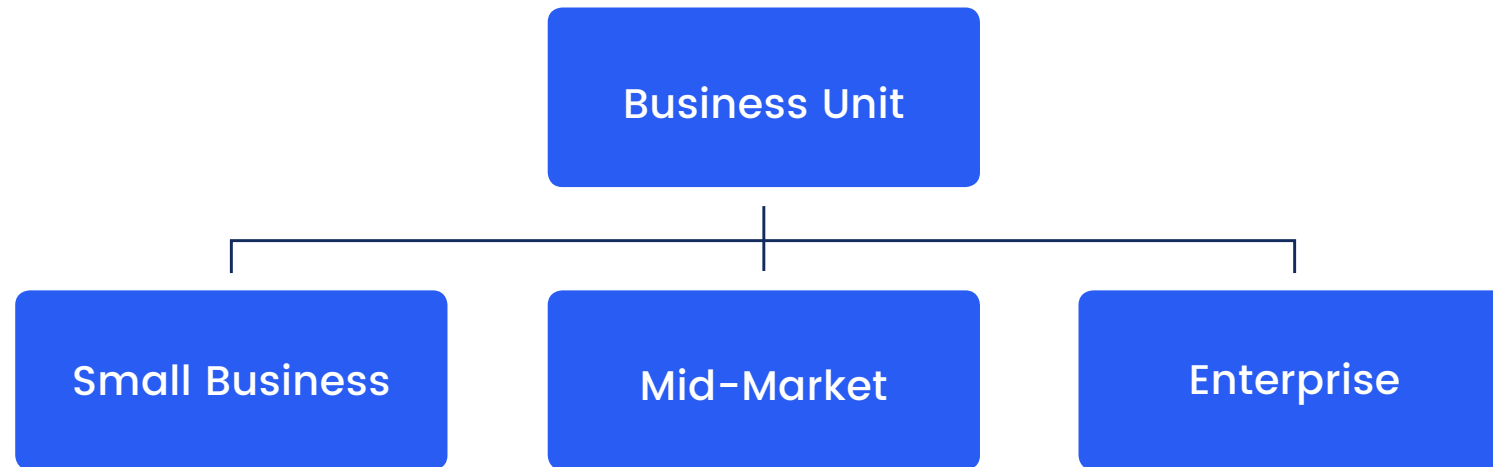 Business Unit
Small Business
Mid-Market
Enterprise